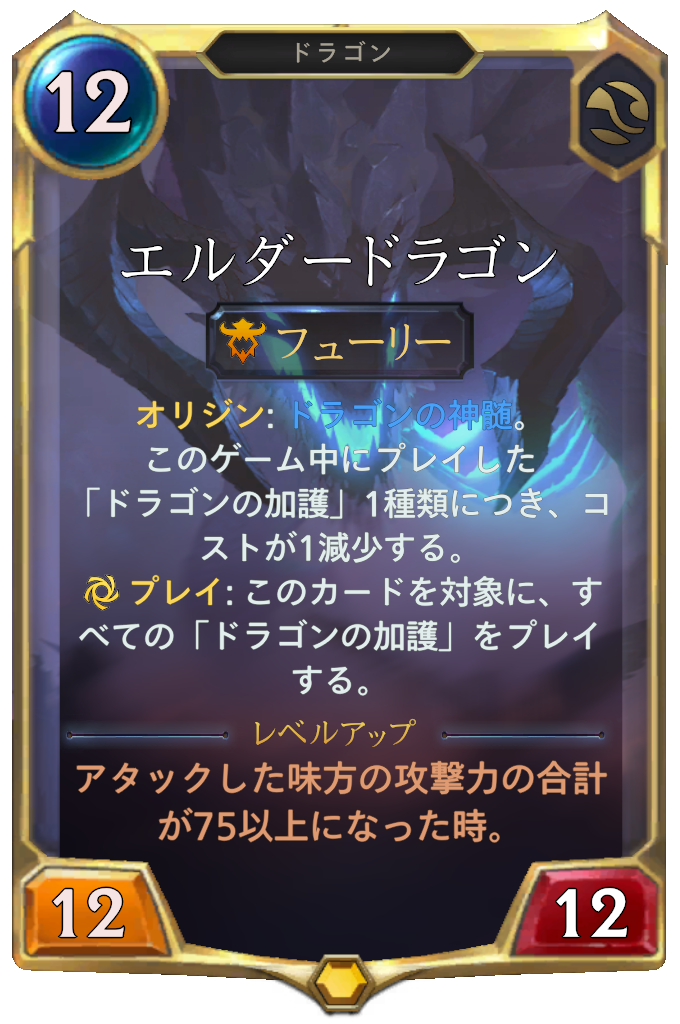 ドラゴン
12
エルダードラゴン
フューリー
オリジン: ドラゴンの神髄。
このゲーム中にプレイした
「ドラゴンの加護」1種類につき、コ
ストが1減少する。
プレイ: このカードを対象に、す
べての「ドラゴンの加護」をプレイ
する。
レベルアップ
アタックした味方の攻撃力の合計
が75以上になった時。
12
12